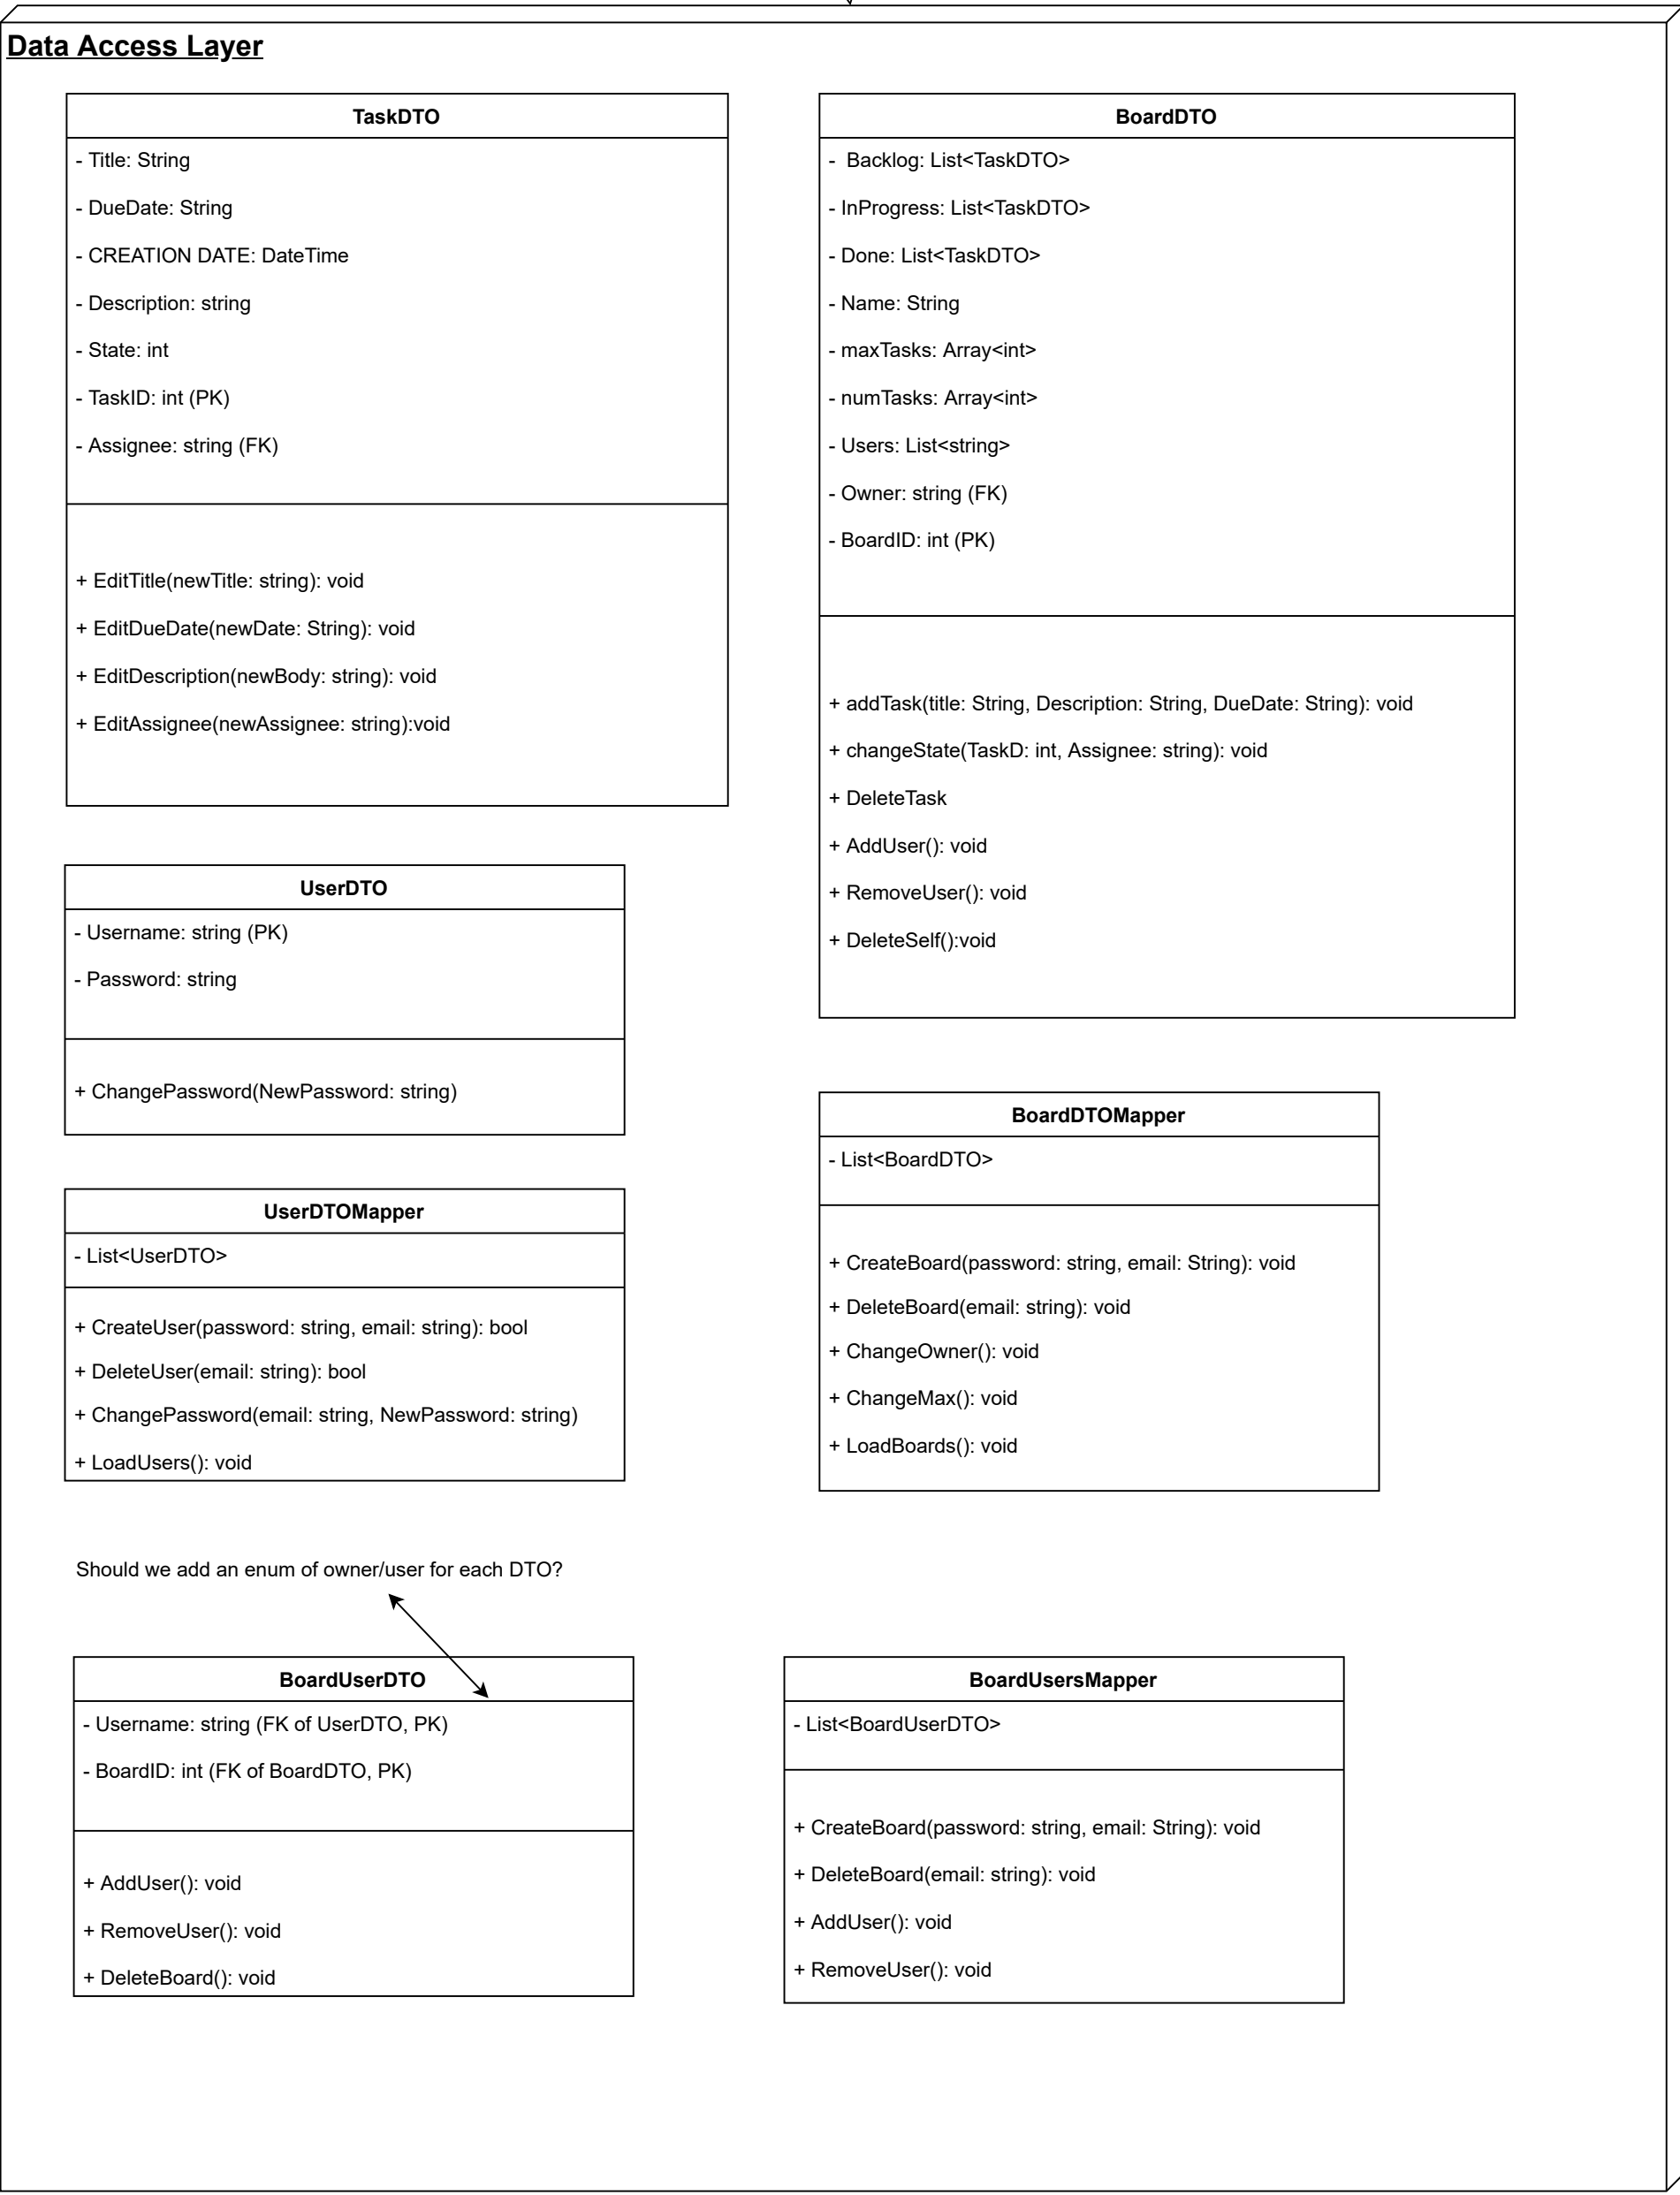 Data Access Layer
TaskDTO
- Title: String
- DueDate: String
- CREATION DATE: DateTime
- Description: string
- State: int
- TaskID: int (PK)
- Assignee: string (FK)
+ EditTitle(newTitle: string): void
+ EditDueDate(newDate: String): void
+ EditDescription(newBody: string): void
+ EditAssignee(newAssignee: string):void
BoardDTO
- Backlog: List<TaskDTO>
- InProgress: List<TaskDTO>
- Done: List<TaskDTO>
- Name: String
- maxTasks: Array<int>
- numTasks: Array<int>
- Users: List<string>
- Owner: string (FK)
- BoardID: int (PK)
+ addTask(title: String, Description: String, DueDate: String): void
+ changeState(TaskD: int, Assignee: string): void
+ DeleteTask
+ AddUser(): void
+ RemoveUser(): void
+ DeleteSelf():void
UserDTO
- Username: string (PK)
- Password: string
+ ChangePassword(NewPassword: string)
UserDTOMapper
- List<UserDTO>
+ CreateUser(password: string, email: string): bool
+ DeleteUser(email: string): bool
+ ChangePassword(email: string, NewPassword: string)
+ LoadUsers(): void
BoardDTOMapper
- List<BoardDTO>
+ CreateBoard(password: string, email: String): void
+ DeleteBoard(email: string): void
+ ChangeOwner(): void
+ ChangeMax(): void
+ LoadBoards(): void
Should we add an enum of owner/user for each DTO?
BoardUserDTO
- Username: string (FK of UserDTO, PK)
- BoardID: int (FK of BoardDTO, PK)
+ AddUser(): void
+ RemoveUser(): void
+ DeleteBoard(): void
BoardUsersMapper
- List<BoardUserDTO>
+ CreateBoard(password: string, email: String): void
+ DeleteBoard(email: string): void
+ AddUser(): void
+ RemoveUser(): void